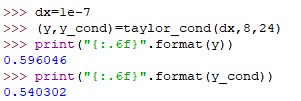 >>> dx=1e-7
>>> (y,y_cond)=taylor_cond(dx,8,24)
>>> print("{:.6f}".format(y))
0.596046
>>> print("{:.6f}".format(y_cond))
0.540302